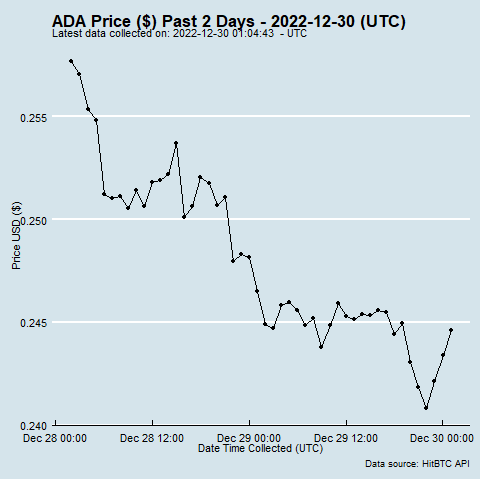 ADA Price ($) Past 2 Days - 2022-12-30 (UTC)
Latest data collected on: 2022-12-30 01:04:43 - UTC
0.255
0.250
0.245
0.240
Price USD ($)
Dec 28 00:00 Dec 28 12:00 Dec 29 00:00 Dec 29 12:00 Dec 30 00:00
Date Time Collected (UTC)
Data source: HitBTC API